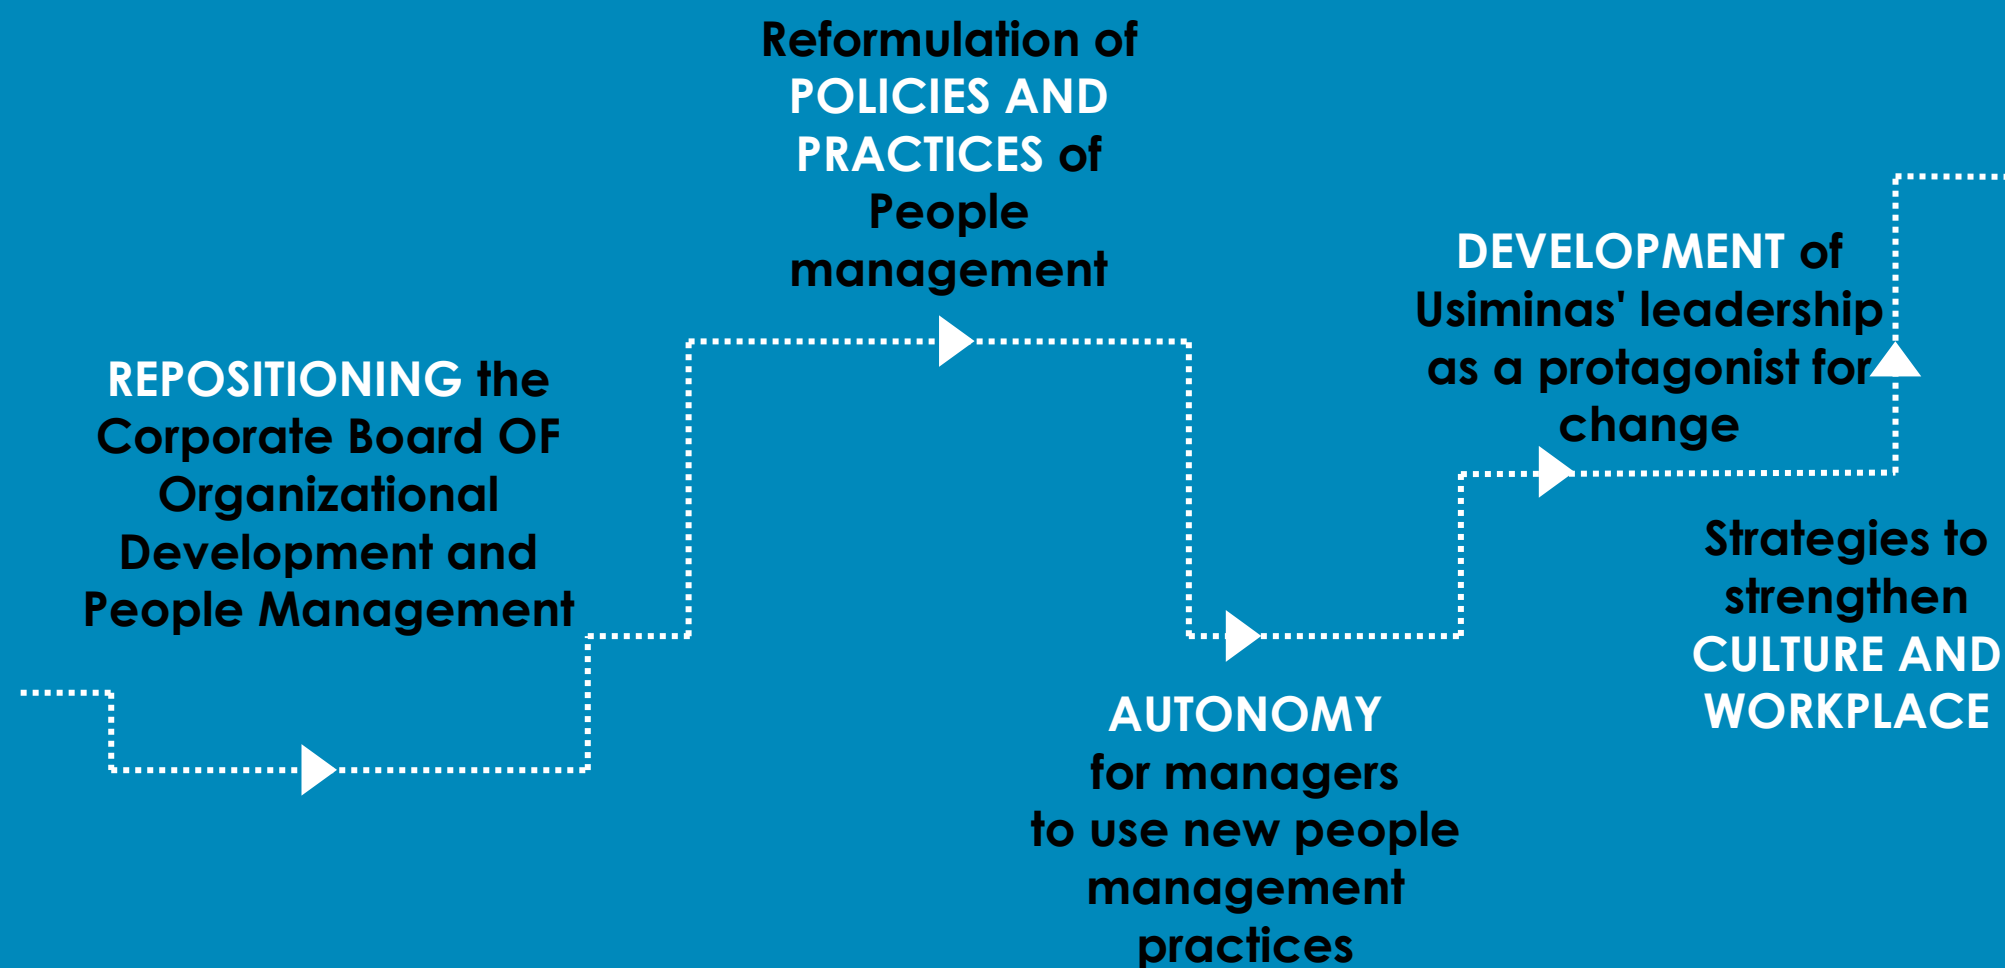 REPOSITIONING the
Corporate Board OF
Organizational
Development and
People Management
Reformulation of
POLICIES AND
PRACTICES of
People
management
AUTONOMY
for managers
to use new people
management
practices
DEVELOPMENT of
Usiminas' leadership
as a protagonist for
change
Strategies to
strengthen
CULTURE AND
WORKPLACE